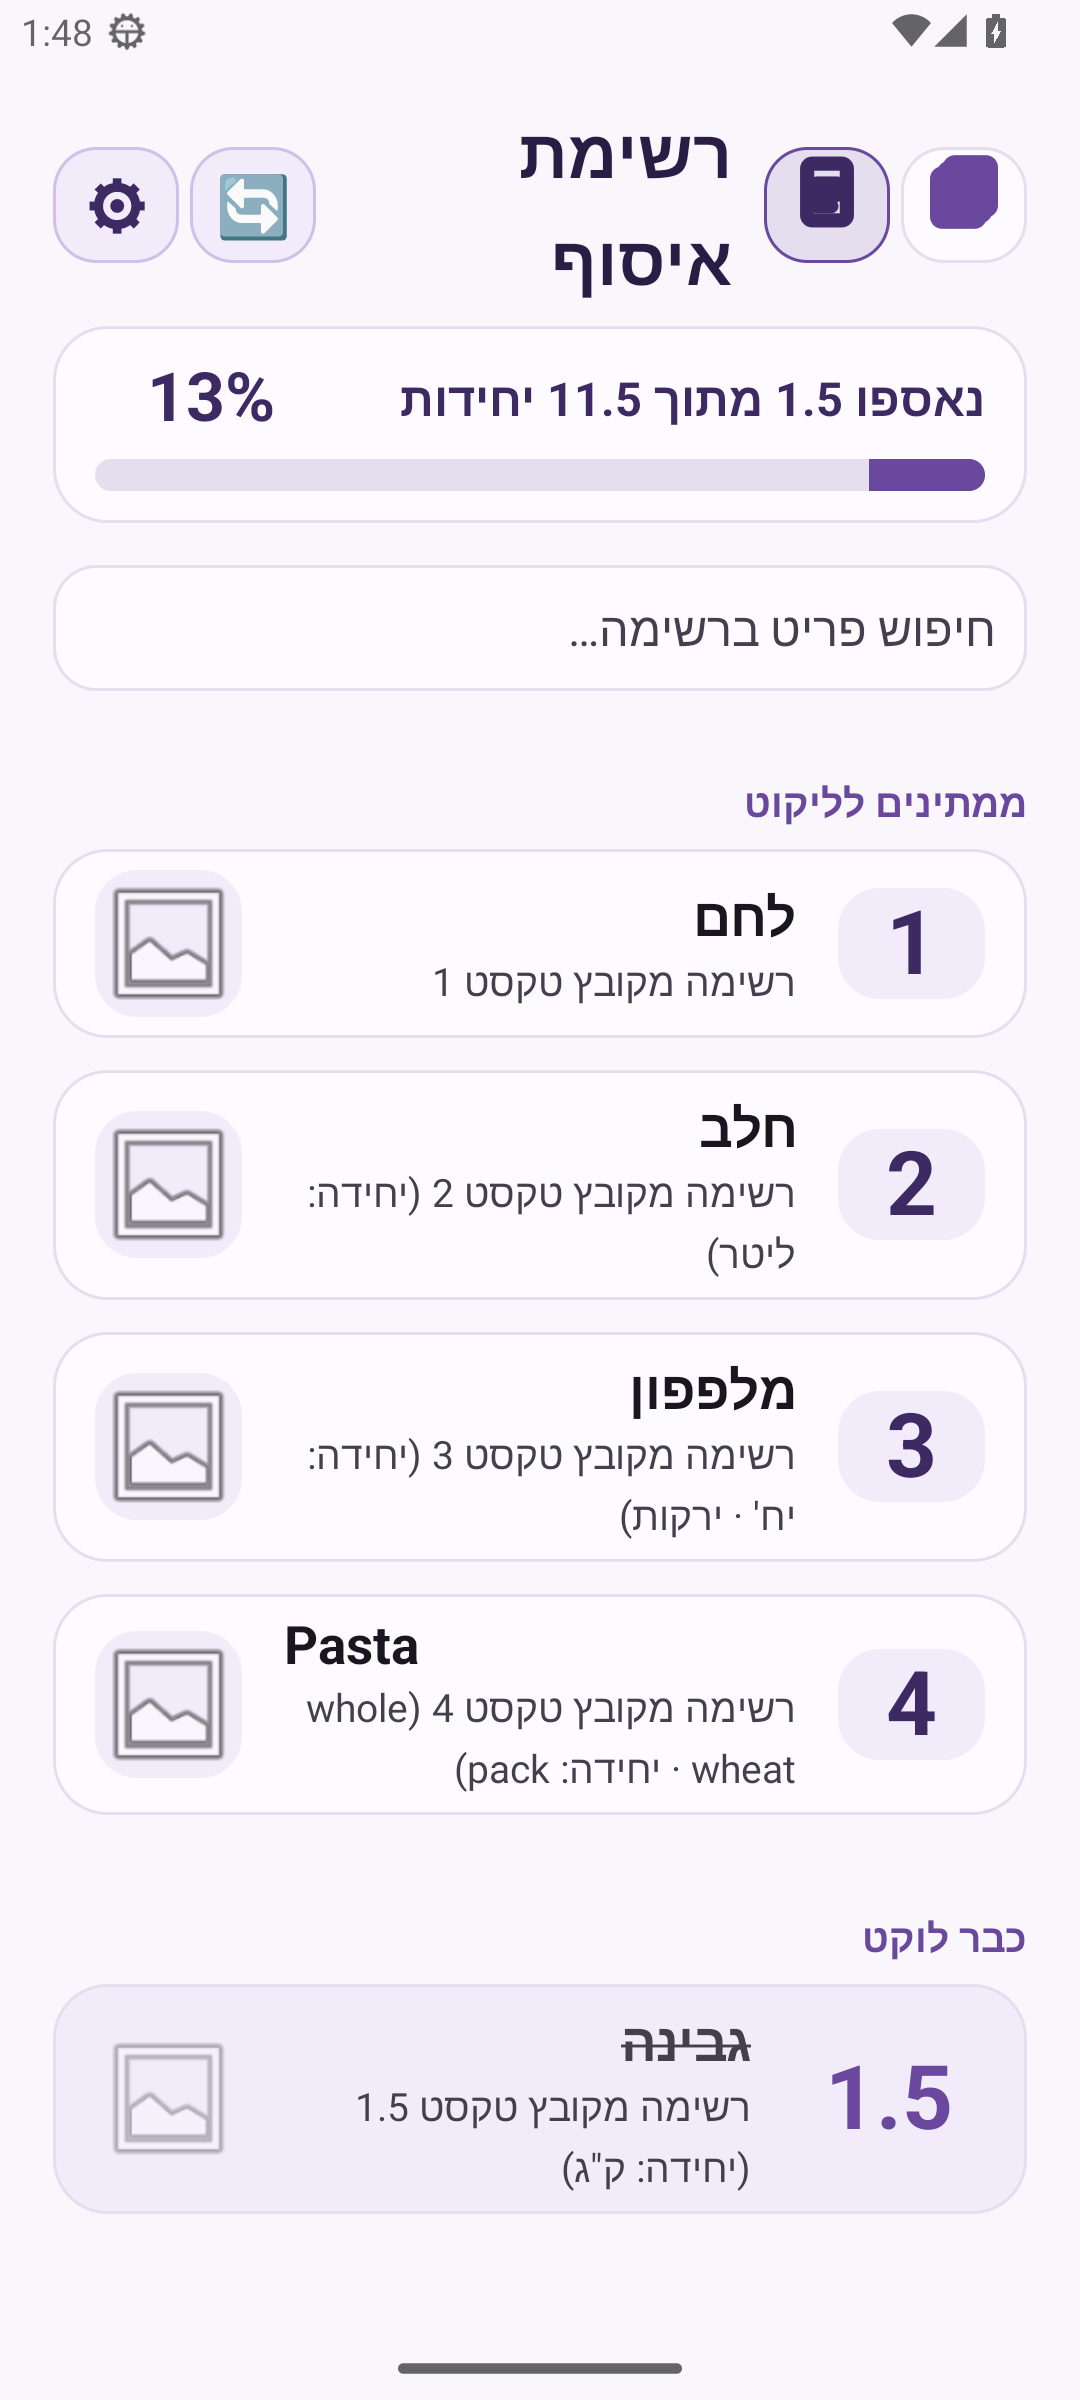 1:48
רשימת
איסוף
נאספו 1.5 מתוך 11.5 יחידות
13%
חיפוש פריט ברשימה...
ממתינים לליקוט
1
לחם
רשימה מקובץ טקסט 1
2
חלב
רשימה מקובץ טקסט 2 (יחידה:
ליטר)
3
מלפפון
רשימה מקובץ טקסט 3 (יחידה:
יח' · ירקות)
4
Pasta
רשימה מקובץ טקסט 4 (whole
wheat · יחידה: pack)
כבר לוקט
1.5
גבינה
רשימה מקובץ טקסט 1.5
(יחידה: ק"ג)